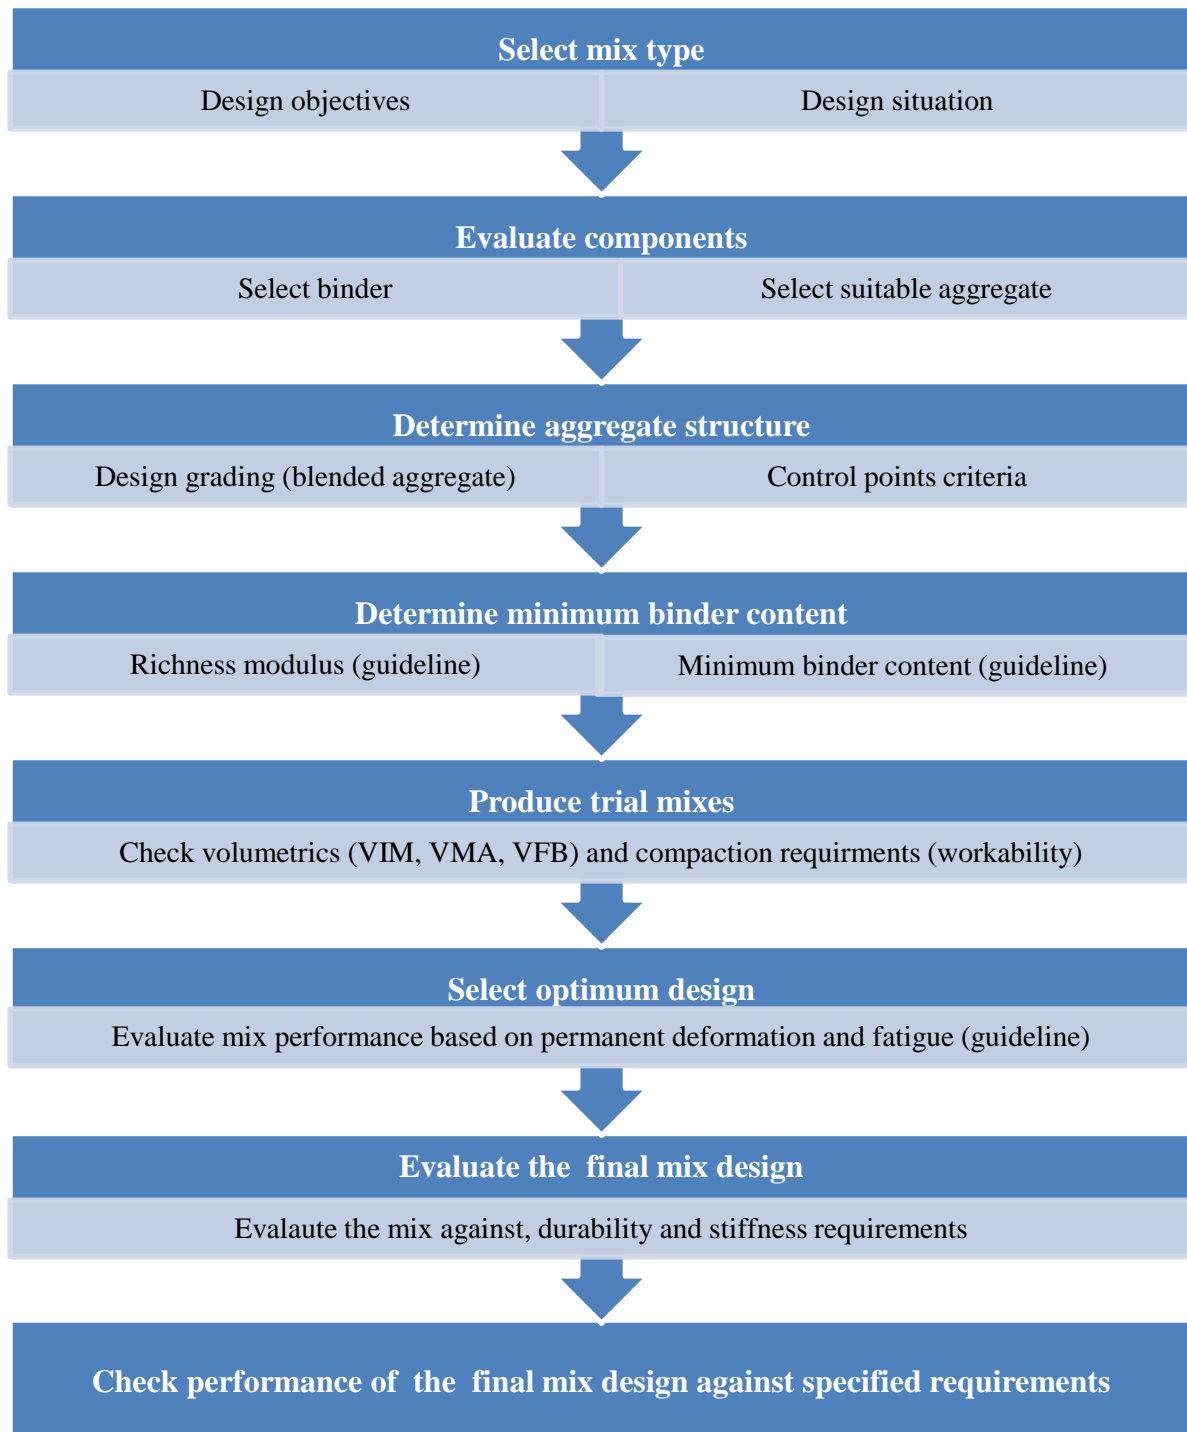 Select mix type
Design objectives
Design situation
Evaluate components
Select binder
Select suitable aggregate
Determine aggregate structure
Design grading (blended aggregate)
Control points criteria
Determine minimum binder content
Richness modulus (guideline)
Minimum binder content (guideline)
Produce trial mixes
Check volumetrics (VIM, VMA, VFB) and compaction requirments (workability)
Select optimum design
Evaluate mix performance based on permanent deformation and fatigue (guideline)
Evaluate the  final mix design
Evalaute the mix against, durability and stiffness requirements
Check performance of  the  final mix design against specified requirements